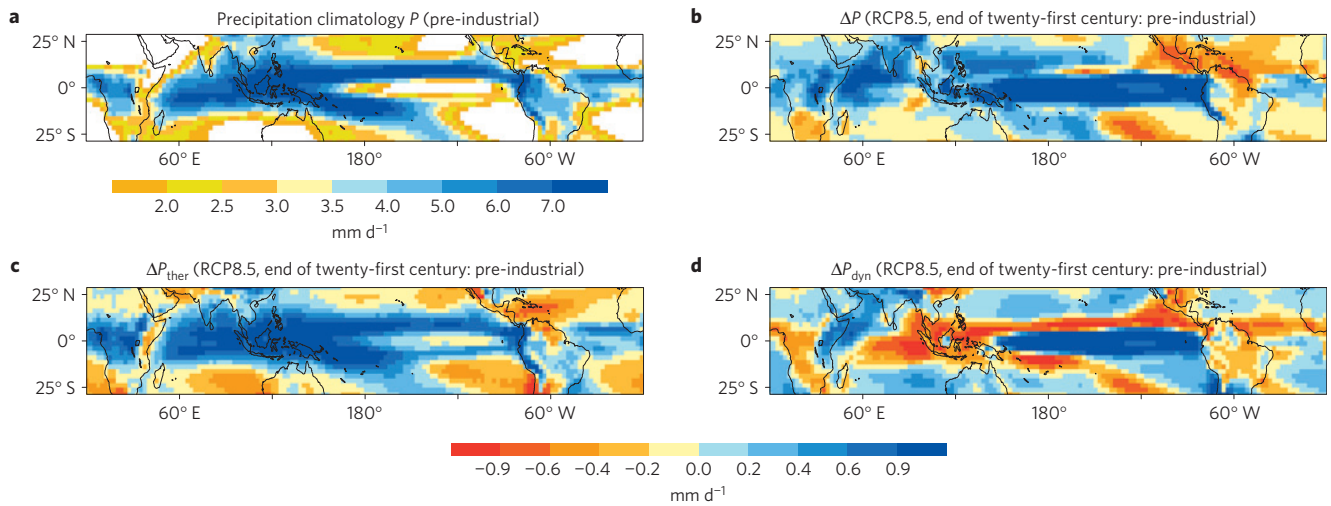 a Precipitation climatology P (pre-industrial)
25° N
0°
25° S
60° E 180° 60° W
2.0 2.5 3.0 3.5 4.0 5.0 6.0 7.0
mm d⁻¹
b ΔP (RCP8.5, end of twenty-first century: pre-industrial)
25° N
0°
25° S
60° E 180° 60° W
c ΔPther (RCP8.5, end of twenty-first century: pre-industrial)
25° N
0°
25° S
60° E 180° 60° W
d ΔPdyn (RCP8.5, end of twenty-first century: pre-industrial)
25° N
0°
25° S
60° E 180° 60° W
−0.9 −0.6 −0.4 −0.2 0.0 0.2 0.4 0.6 0.9
mm d⁻¹